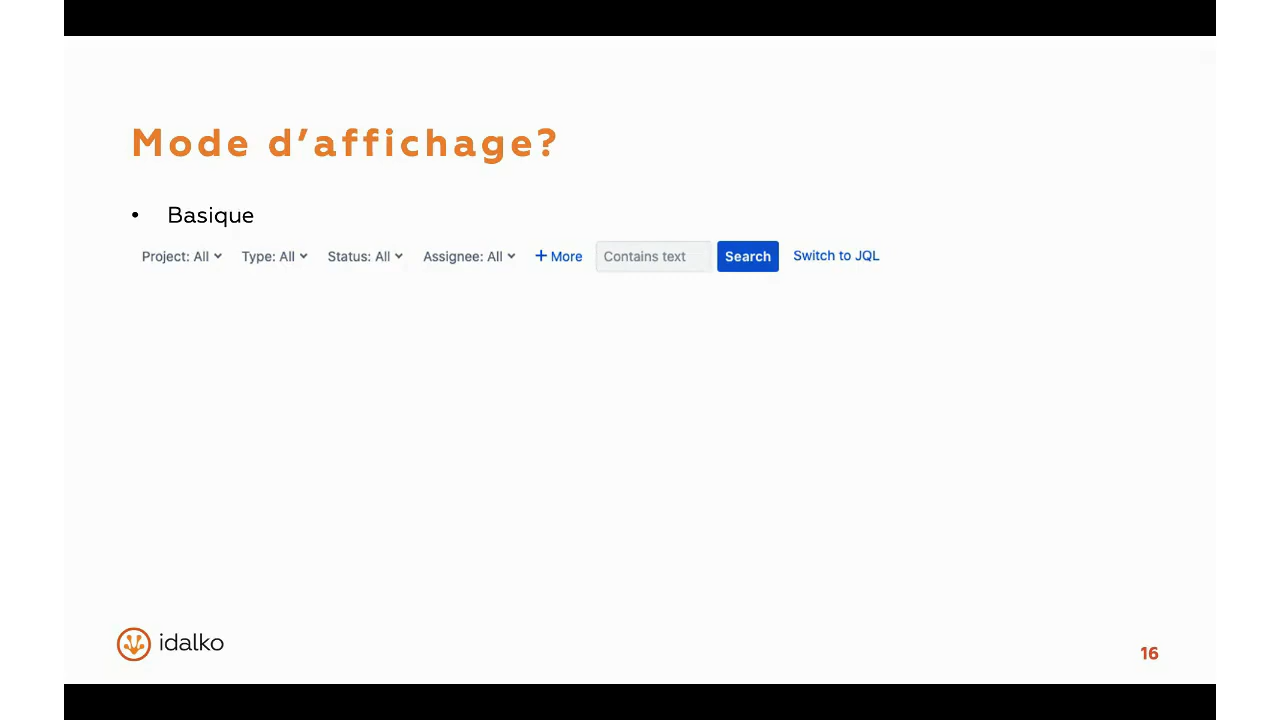 Mode d’affichage?
• Basique
Project: All Type: All Status: All Assignee: All + More Contains text Search Switch to JQL
idalko
16